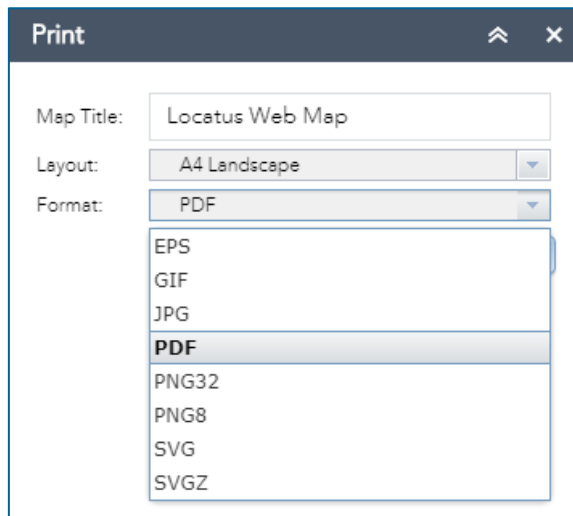 Print
Map Title: Locatus Web Map
Layout: A4 Landscape
Format: PDF
EPS
GIF
JPG
PDF
PNG32
PNG8
SVG
SVGZ